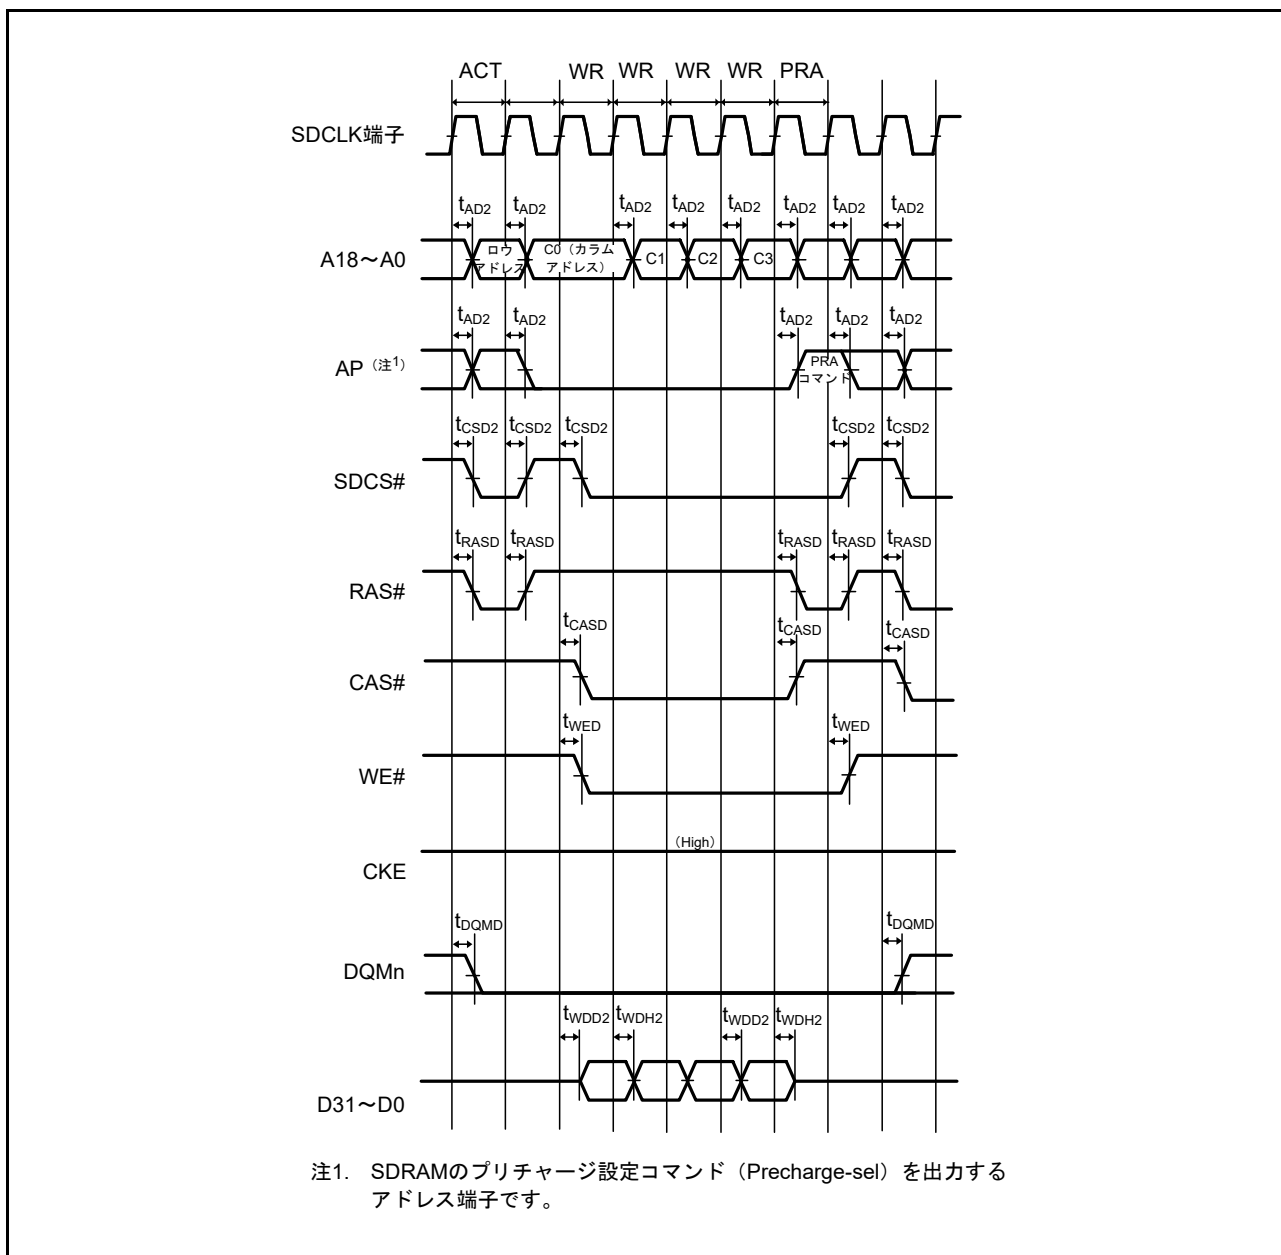 ACT WR WR WR WR PRA
SDCLK端子
tAD2 tAD2 tAD2 tAD2 tAD2 tAD2 tAD2 tAD2
A18~A0
ロウ
アドレス
C0(カラム
アドレス)
C1 C2 C3
tAD2 tAD2 tAD2 tAD2 tAD2
AP(注1)
PRA
コマンド
tCSD2 tCSD2 tCSD2 tCSD2 tCSD2
SDCS#
tRASD tRASD tRASD tRASD tRASD
RAS#
tCASD tCASD tCASD
CAS#
tWED tWED
WE#
(High)
CKE
tDQMD tDQMD
DQMn
tWDD2 tWDH2 tWDD2 tWDH2
D31~D0
注1. SDRAMのプリチャージ設定コマンド(Precharge-sel)を出力する
アドレス端子です。